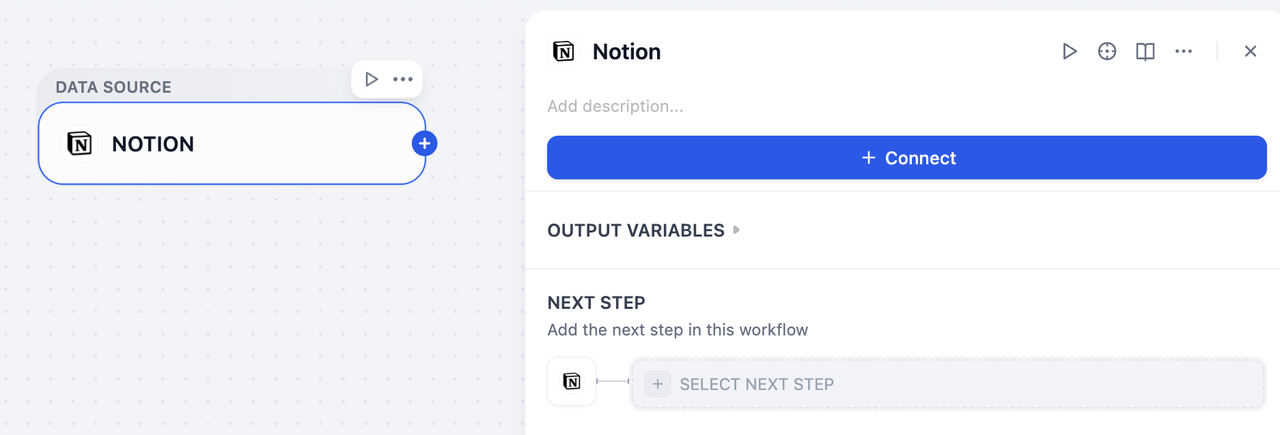 DATA SOURCE
NOTION
Notion
Add description...
Connect
OUTPUT VARIABLES
NEXT STEP
Add the next step in this workflow
SELECT NEXT STEP